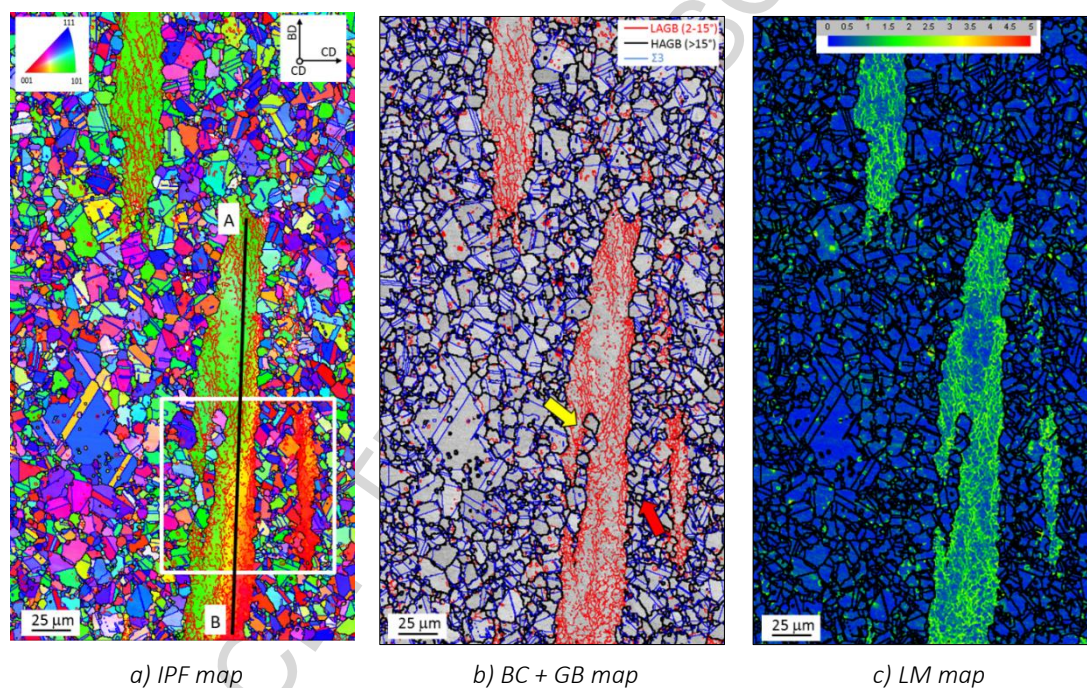 111
001 101
BD
CD
CD
A
B
25 µm
a) IPF map
LAGB (2-15°)
HAGB (>15°)
Σ3
25 µm
b) BC + GB map
0 0.5 1 1.5 2 2.5 3 3.5 4 4.5 5
25 µm
c) LM map